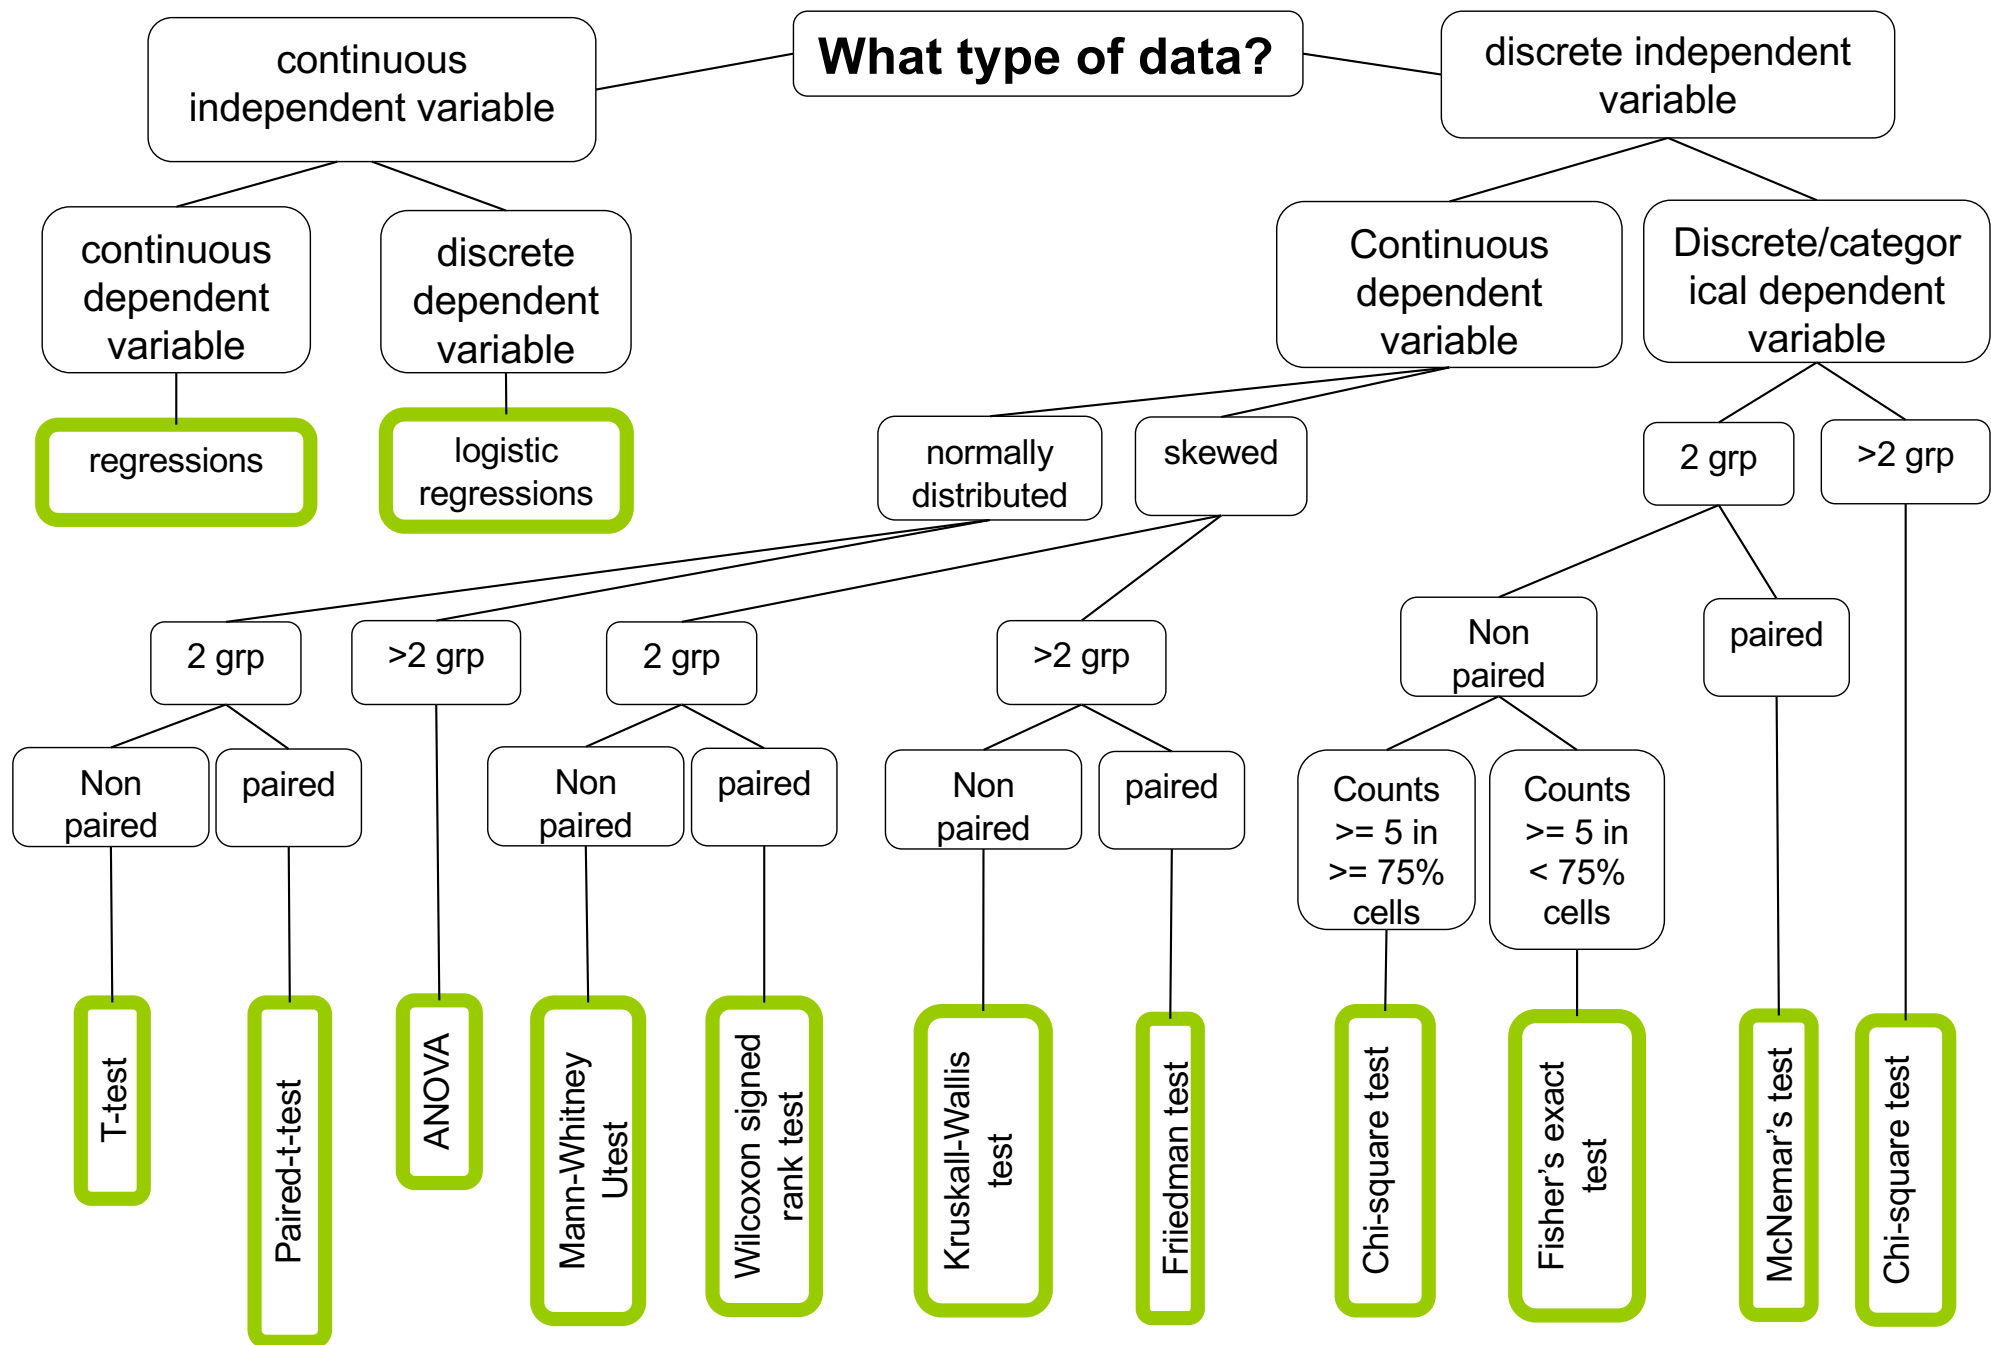 What type of data?
continuous
independent variable
discrete independent
variable
continuous
dependent
variable
discrete
dependent
variable
Continuous
dependent
variable
Discrete/categor
ical dependent
variable
regressions
logistic
regressions
normally
distributed
skewed
2 grp
>2 grp
2 grp
>2 grp
2 grp
>2 grp
Non
paired
paired
Non
paired
paired
Non
paired
paired
Non
paired
paired
Counts
>= 5 in
>= 75%
cells
Counts
>= 5 in
< 75%
cells
T-test
Paired-t-test
ANOVA
Mann-Whitney
Utest
Wilcoxon signed
rank test
Kruskall-Wallis
test
Friiedman test
Chi-square test
Fisher's exact
test
McNemar's test
Chi-square test